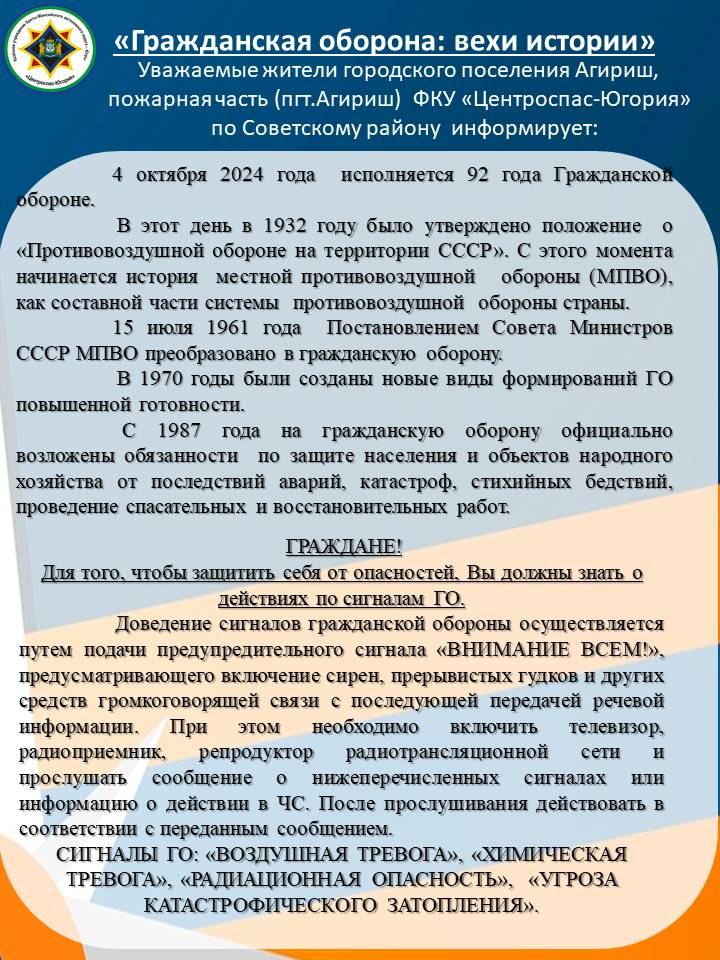 «Гражданская оборона: вехи истории»
Уважаемые жители городского поселения Агириш,
пожарная часть (пгт.Агириш) ФКУ «Центроспас-Югория»
по Советскому району информирует:
4 октября 2024 года исполняется 92 года Гражданской
обороне.
В этот день в 1932 году было утверждено положение о
«Противовоздушной обороне на территории СССР». С этого момента
начинается история местной противовоздушной обороны (МПВО),
как составной части системы противовоздушной обороны страны.
15 июля 1961 года Постановлением Совета Министров
СССР МПВО преобразовано в гражданскую оборону.
В 1970 годы были созданы новые виды формирований ГО
повышенной готовности.
С 1987 года на гражданскую оборону официально
возложены обязанности по защите населения и объектов народного
хозяйства от последствий аварий, катастроф, стихийных бедствий,
проведение спасательных и восстановительных работ.
ГРАЖДАНЕ!
Для того, чтобы защитить себя от опасностей, Вы должны знать о
действиях по сигналам ГО.
Доведение сигналов гражданской обороны осуществляется
путем подачи предупредительного сигнала «ВНИМАНИЕ ВСЕМ!»,
предусматривающего включение сирен, прерывистых гудков и других
средств громкоговорящей связи с последующей передачей речевой
информации. При этом необходимо включить телевизор,
радиоприемник, репродуктор радиотрансляционной сети и
прослушать сообщение о нижеперечисленных сигналах или
информацию о действии в ЧС. После прослушивания действовать в
соответствии с переданным сообщением.
СИГНАЛЫ ГО: «ВОЗДУШНАЯ ТРЕВОГА», «ХИМИЧЕСКАЯ
ТРЕВОГА», «РАДИАЦИОННАЯ ОПАСНОСТЬ», «УГРОЗА
КАТАСТРОФИЧЕСКОГО ЗАТОПЛЕНИЯ».
«Центроспас-Югория»